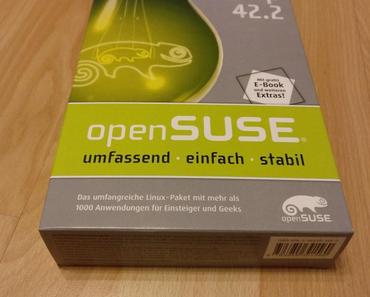 42.2
Mit gratis
E-Book
und weiteren
Extras!
openSUSE®
umfassend · einfach · stabil
Das umfangreiche Linux-Paket mit mehr als
1000 Anwendungen für Einsteiger und Geeks
openSUSE